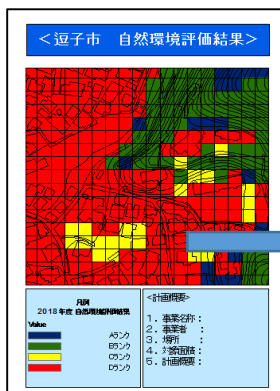 ＜逗子市　自然環境評価結果＞
凡例
2018年度 自然環境評価結果
Value
Aランク
Bランク
Cランク
Dランク
＜計画概要＞
1．事業名称：
2．事業者　：
3．場所　　：
4．対象面積：
5．計画概要：